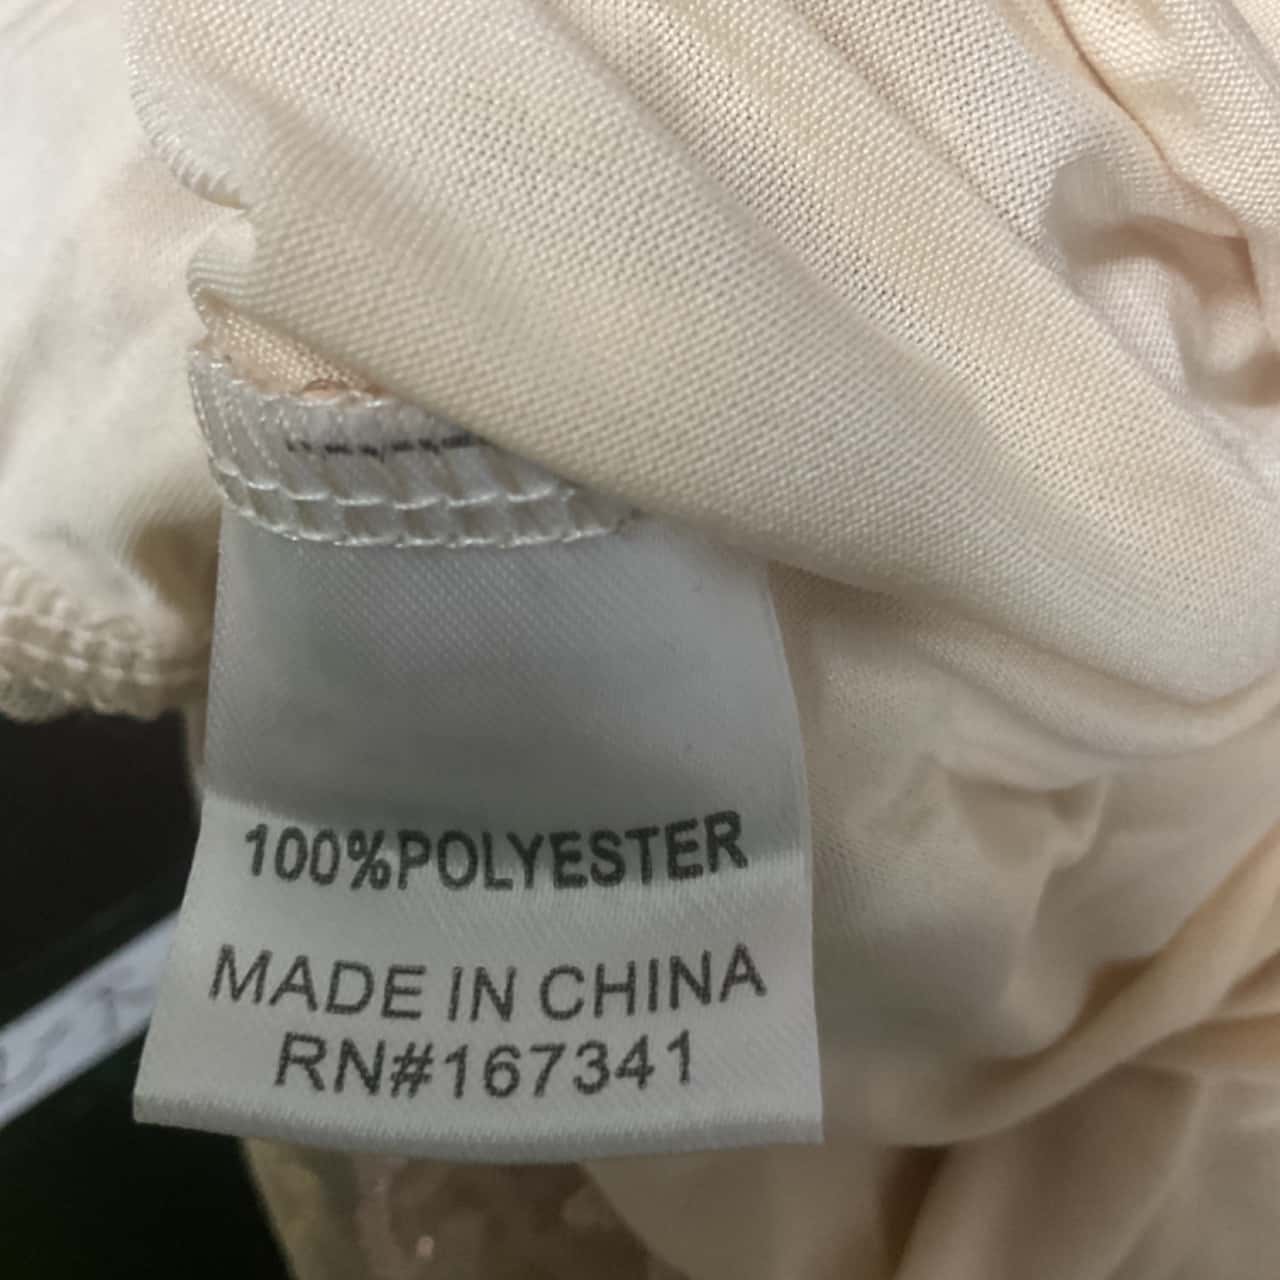 100%POLYESTER
MADE IN CHINA
RN#167341